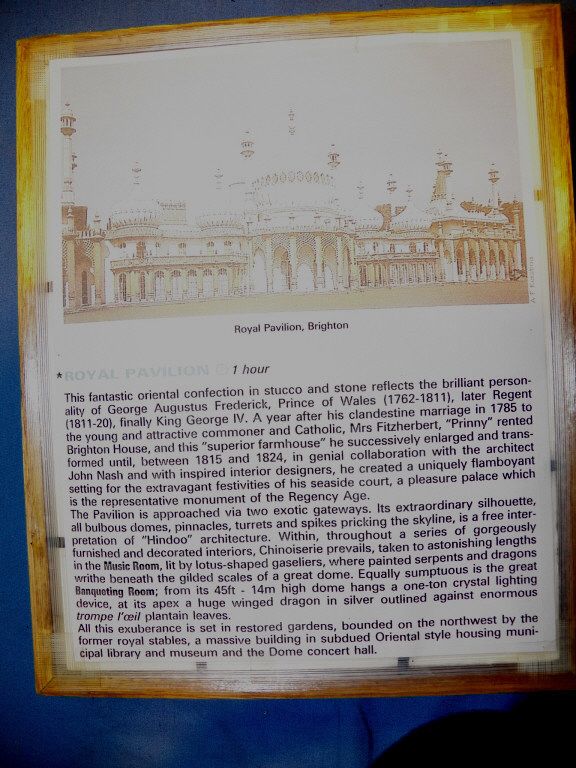 Royal Pavilion, Brighton
*ROYAL PAVILION 1 hour
This fantastic oriental confection in stucco and stone reflects the brilliant person-
ality of George Augustus Frederick, Prince of Wales (1762-1811), later Regent
(1811-20), finally King George IV. A year after his clandestine marriage in 1785 to
the young and attractive commoner and Catholic, Mrs Fitzherbert, "Prinny" rented
Brighton House, and this "superior farmhouse" he successively enlarged and trans-
formed until, between 1815 and 1824, in genial collaboration with the architect
John Nash and with inspired interior designers, he created a uniquely flamboyant
setting for the extravagant festivities of his seaside court, a pleasure palace which
is the representative monument of the Regency Age.
The Pavilion is approached via two exotic gateways. Its extraordinary silhouette,
all bulbous domes, pinnacles, turrets and spikes pricking the skyline, is a free inter-
pretation of "Hindoo" architecture. Within, throughout a series of gorgeously
furnished and decorated interiors, Chinoiserie prevails, taken to astonishing lengths
in the Music Room, lit by lotus-shaped gaseliers, where painted serpents and dragons
writhe beneath the gilded scales of a great dome. Equally sumptuous is the great
Banqueting Room; from its 45ft - 14m high dome hangs a one-ton crystal lighting
device, at its apex a huge winged dragon in silver outlined against enormous
trompe l'œil plantain leaves.
All this exuberance is set in restored gardens, bounded on the northwest by the
former royal stables, a massive building in subdued Oriental style housing muni-
cipal library and museum and the Dome concert hall.